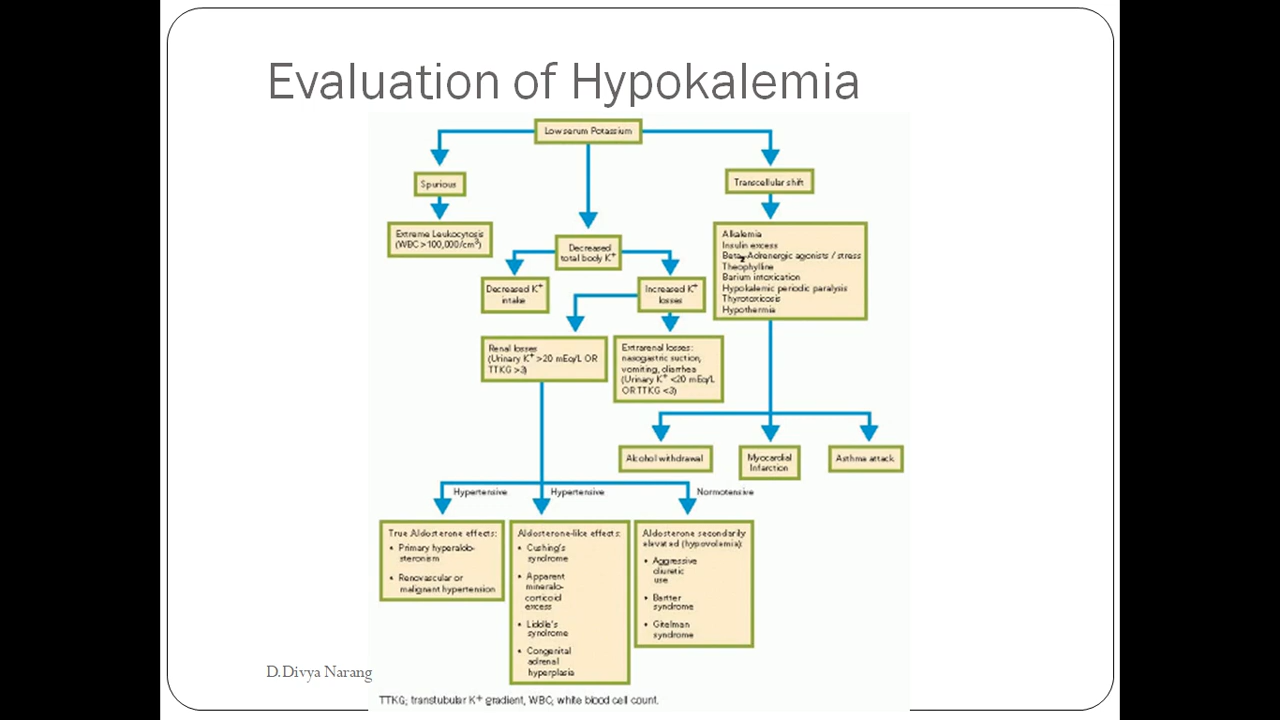 Evaluation of Hypokalemia
Low serum Potassium
Spurious
Transcellular shift
Extreme Leukocytosis
(WBC >100,000/cm³)
Decreased
total body K⁺
Alkalemia
Insulin excess
Beta-Adrenergic agonists / stress
Theophylline
Barium intoxication
Hypokalemic periodic paralysis
Thyrotoxicosis
Hypothermia
Decreased K⁺
intake
Increased K⁺
losses
Renal losses
(Urinary K⁺ >20 mEq/L OR
TTKG >3)
Extrarenal losses:
nasogastric suction,
vomiting, diarrhea
(Urinary K⁺ <20 mEq/L
OR TTKG <3)
Alcohol withdrawal
Myocardial
Infarction
Asthma attack
Hypertensive
Hypertensive
Normotensive
True Aldosterone effects:
• Primary hyperaldo-
steronism
• Renovascular or
malignant hypertension
Aldosterone-like effects:
• Cushing's
syndrome
• Apparent
mineralo-
corticoid
excess
• Liddle's
syndrome
• Congenital
adrenal
hyperplasia
Aldosterone secondarily
elevated (hypovolemia):
• Aggressive
diuretic
use
• Bartter
syndrome
• Gitelman
syndrome
D.Divya Narang
TTKG; transtubular K⁺ gradient, WBC; white blood cell count.